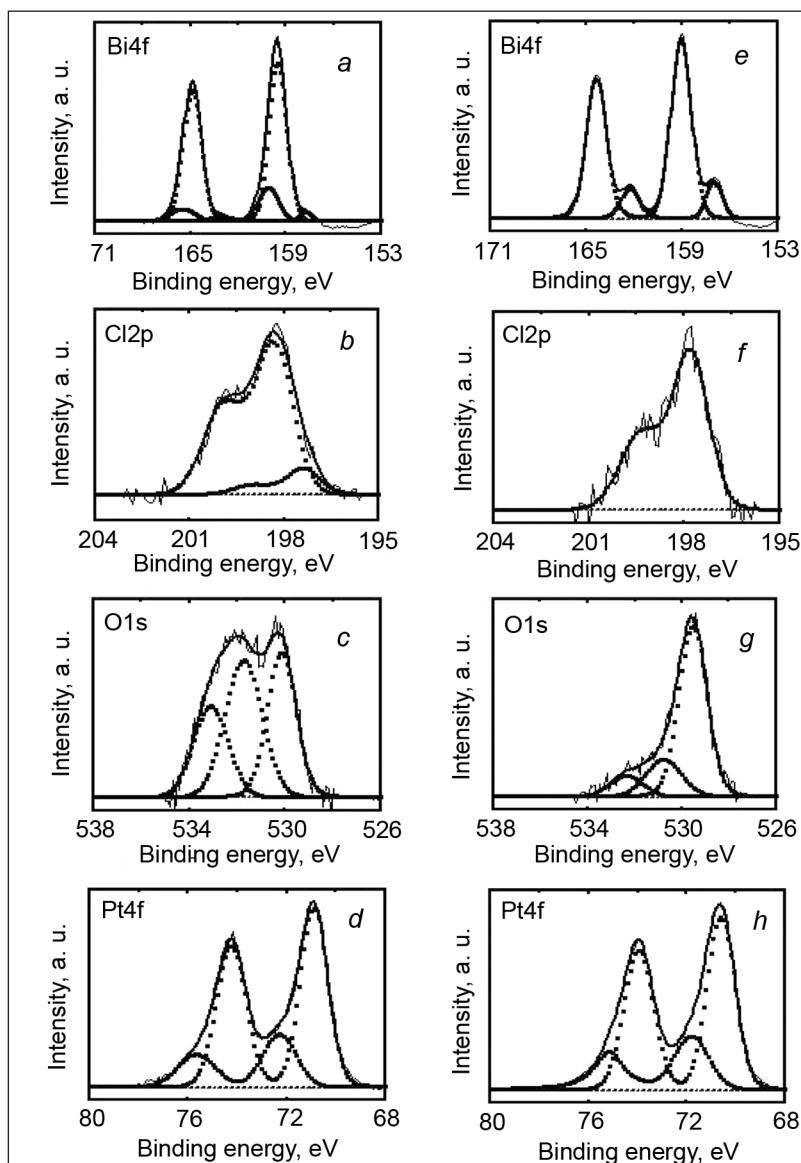 Bi4f
a
Intensity, a. u.
71 165 159 153
Binding energy, eV
Bi4f
e
Intensity, a. u.
171 165 159 153
Binding energy, eV
Cl2p
b
Intensity, a. u.
204 201 198 195
Binding energy, eV
Cl2p
f
Intensity, a. u.
204 201 198 195
Binding energy, eV
O1s
c
Intensity, a. u.
538 534 530 526
Binding energy, eV
O1s
g
Intensity, a. u.
538 534 530 526
Binding energy, eV
Pt4f
d
Intensity, a. u.
80 76 72 68
Binding energy, eV
Pt4f
h
Intensity, a. u.
80 76 72 68
Binding energy, eV